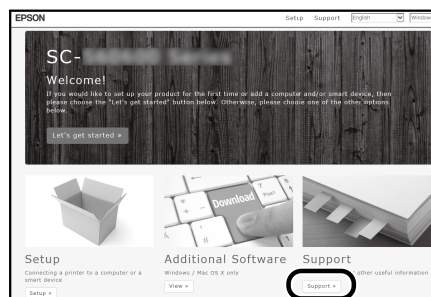 EPSON
Setup Support English Window
SC-
Welcome!
If you would like to set up your product for the first time or add a computer and/or smart device, then
please choose the "Let's get started" button below. Otherwise, please choose one of the other options
below.
Let's get started »
Download
Setup
Connecting a printer to a computer or a
smart device
Setup »
Additional Software
Windows / Mac OS X only
View »
Support
other useful information
Support »